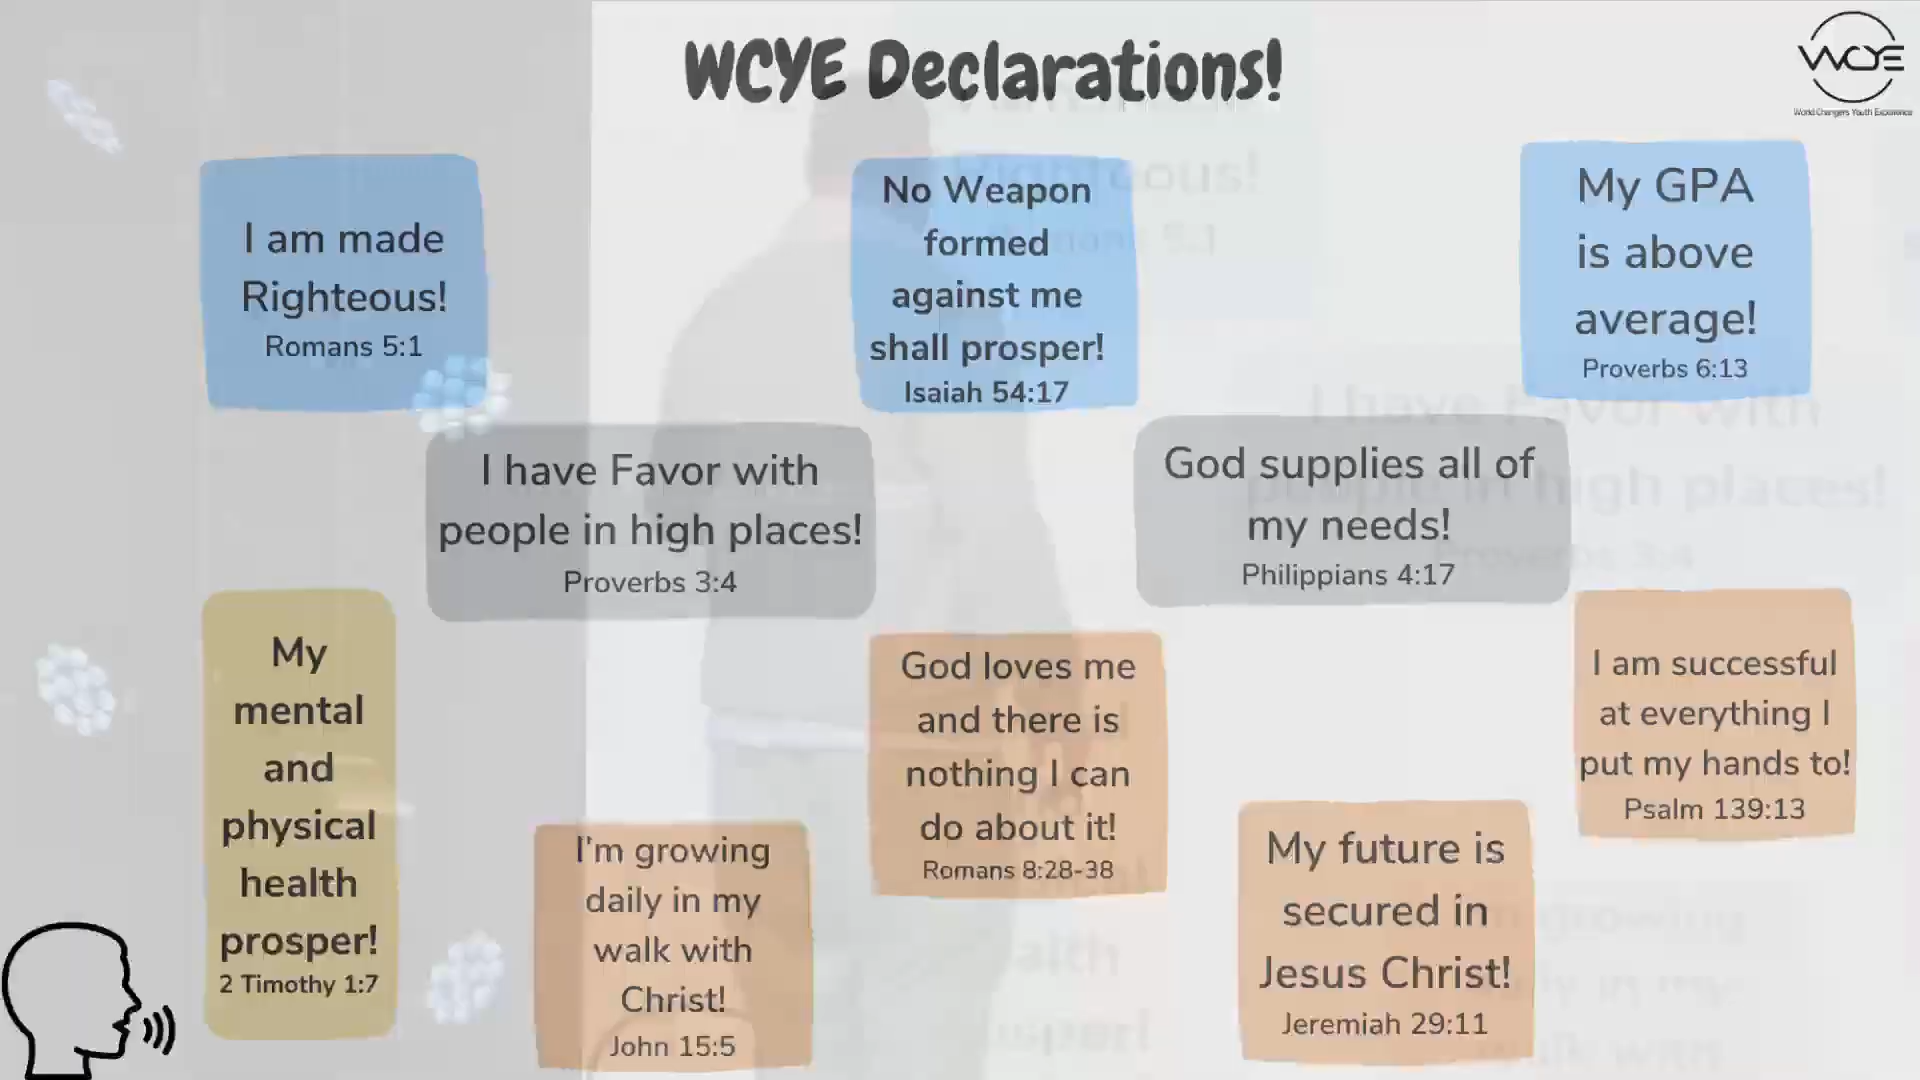 WCYE Declarations!
WCYE
World Changers Youth Experience
I am made
Righteous!
Romans 5:1
No Weapon
formed
against me
shall prosper!
Isaiah 54:17
My GPA
is above
average!
Proverbs 6:13
I have Favor with
people in high places!
Proverbs 3:4
God supplies all of
my needs!
Philippians 4:17
My
mental
and
physical
health
prosper!
2 Timothy 1:7
I'm growing
daily in my
walk with
Christ!
John 15:5
God loves me
and there is
nothing I can
do about it!
Romans 8:28-38
My future is
secured in
Jesus Christ!
Jeremiah 29:11
I am successful
at everything I
put my hands to!
Psalm 139:13